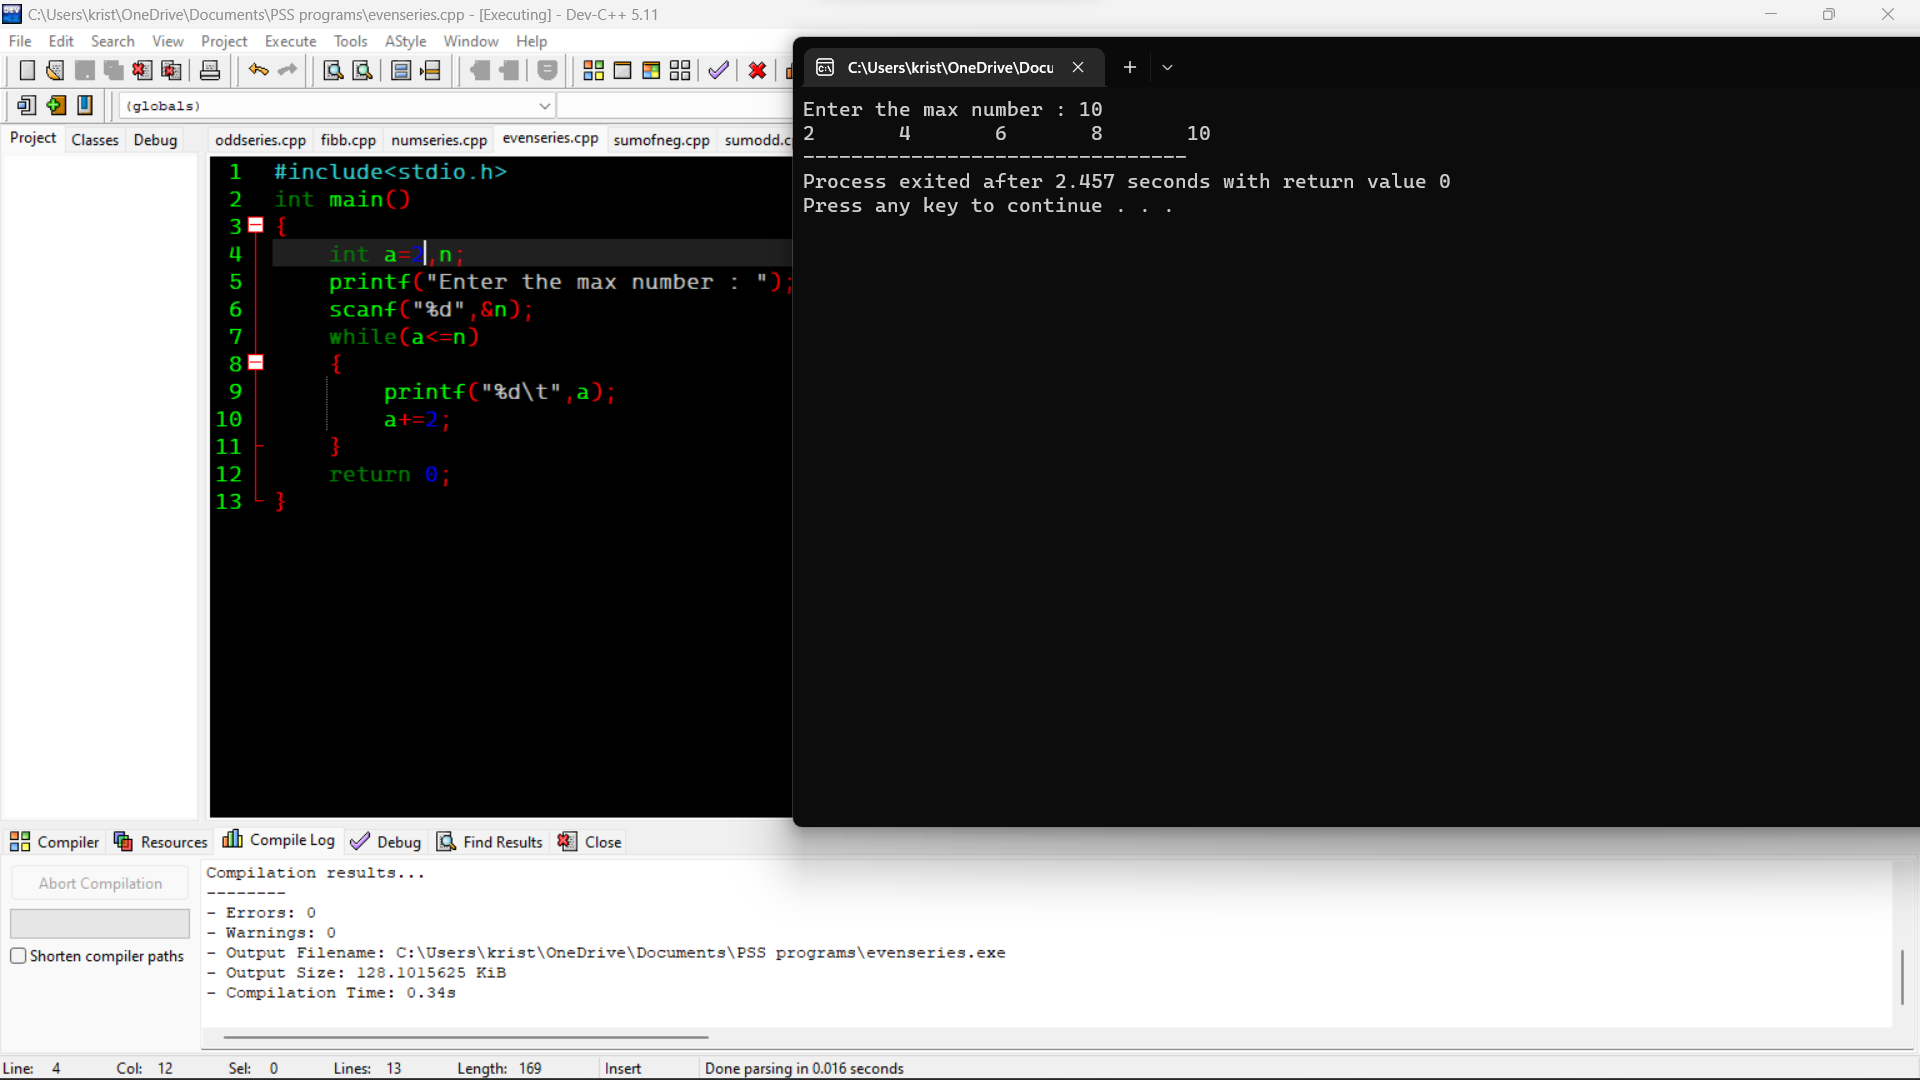 C:\Users\krist\OneDrive\Documents\PSS programs\evenseries.cpp - [Executing] - Dev-C++ 5.11
File Edit Search View Project Execute Tools AStyle Window Help
(globals)
Project Classes Debug
oddseries.cpp fibb.cpp numseries.cpp evenseries.cpp sumofneg.cpp sumodd.c
1 #include<stdio.h>
2 int main()
3 {
4 int a=2,n;
5 printf("Enter the max number : ");
6 scanf("%d",&n);
7 while(a<=n)
8 {
9 printf("%d\t",a);
10 a+=2;
11 }
12 return 0;
13 }
C:\Users\krist\OneDrive\Docu
Enter the max number : 10
2 4 6 8 10
--------------------------------
Process exited after 2.457 seconds with return value 0
Press any key to continue . . .
Compiler Resources Compile Log Debug Find Results Close
Abort Compilation
Shorten compiler paths
Compilation results...
--------
- Errors: 0
- Warnings: 0
- Output Filename: C:\Users\krist\OneDrive\Documents\PSS programs\evenseries.exe
- Output Size: 128.1015625 KiB
- Compilation Time: 0.34s
Line: 4 Col: 12 Sel: 0 Lines: 13 Length: 169 Insert Done parsing in 0.016 seconds